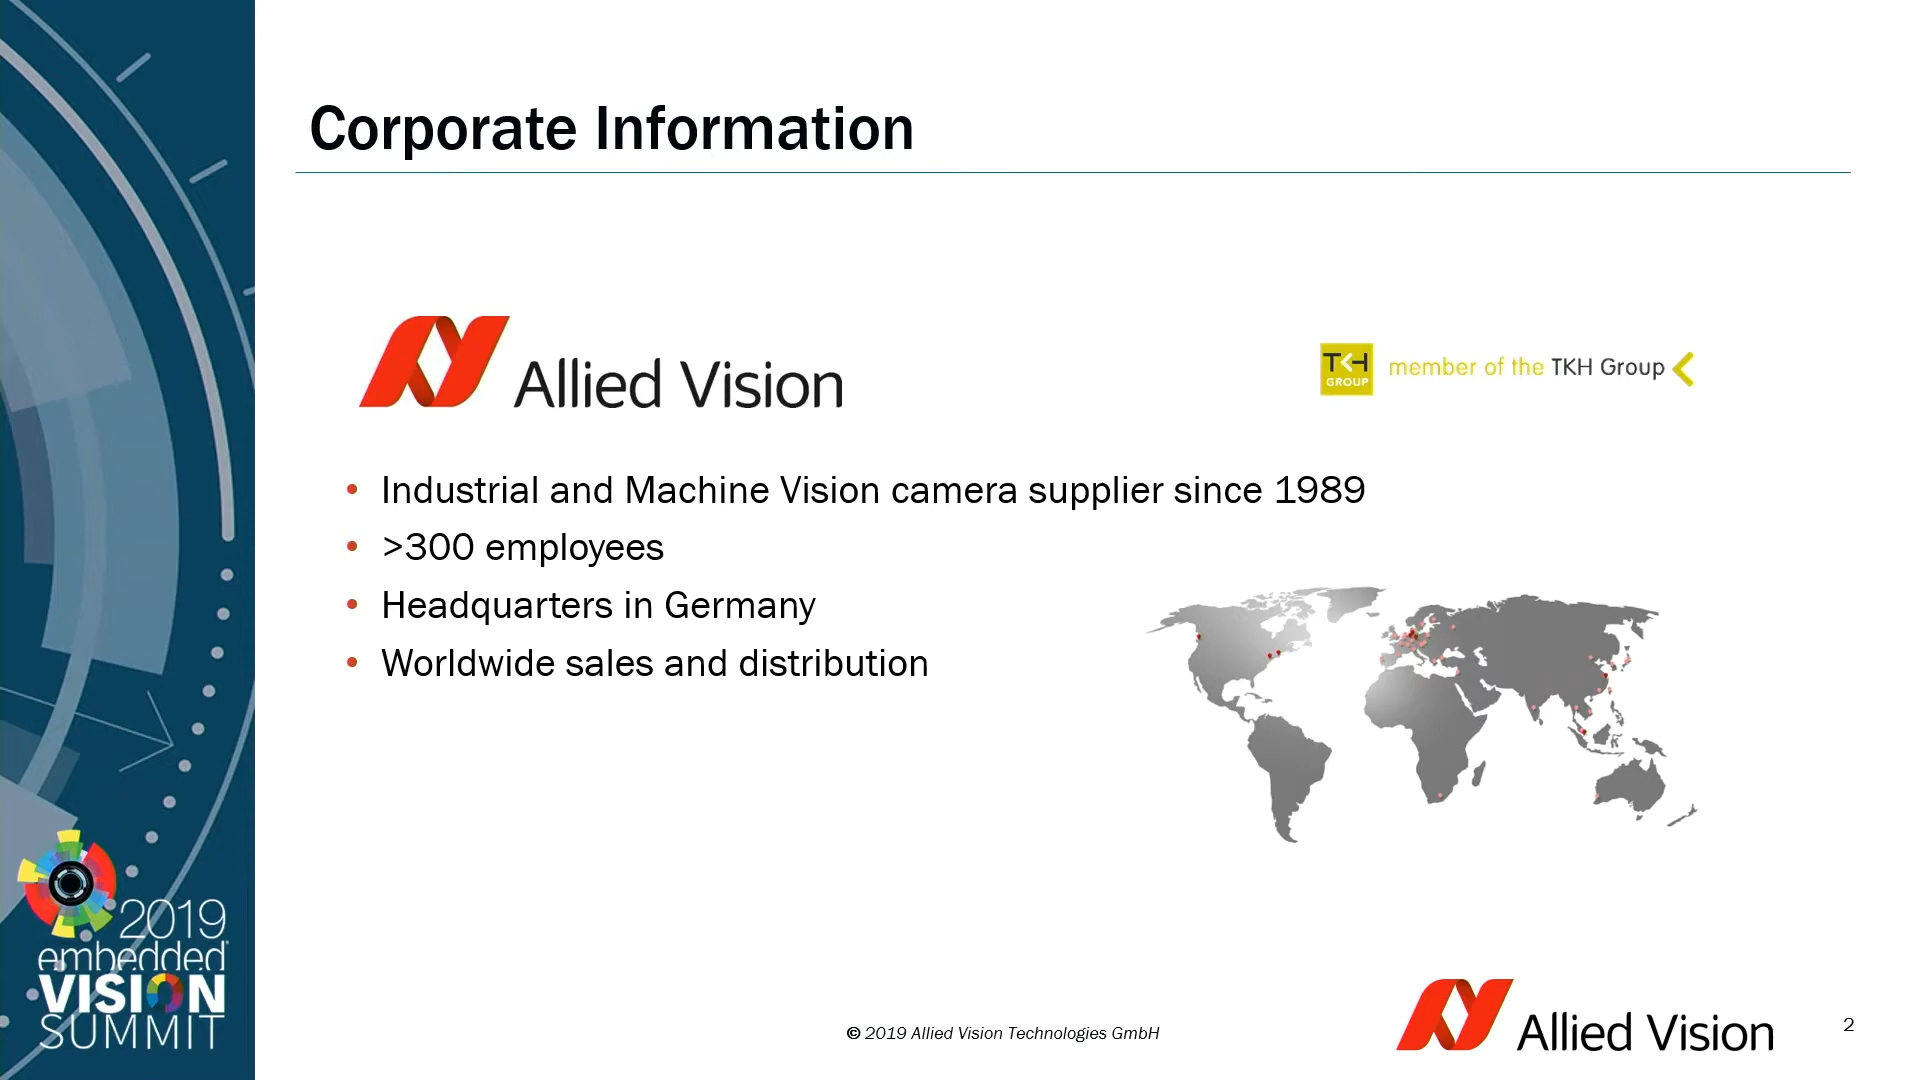 Corporate Information
Allied Vision
TKH
GROUP
member of the TKH Group
• Industrial and Machine Vision camera supplier since 1989
• >300 employees
• Headquarters in Germany
• Worldwide sales and distribution
2019
embedded
VISION
SUMMIT
© 2019 Allied Vision Technologies GmbH
Allied Vision
2